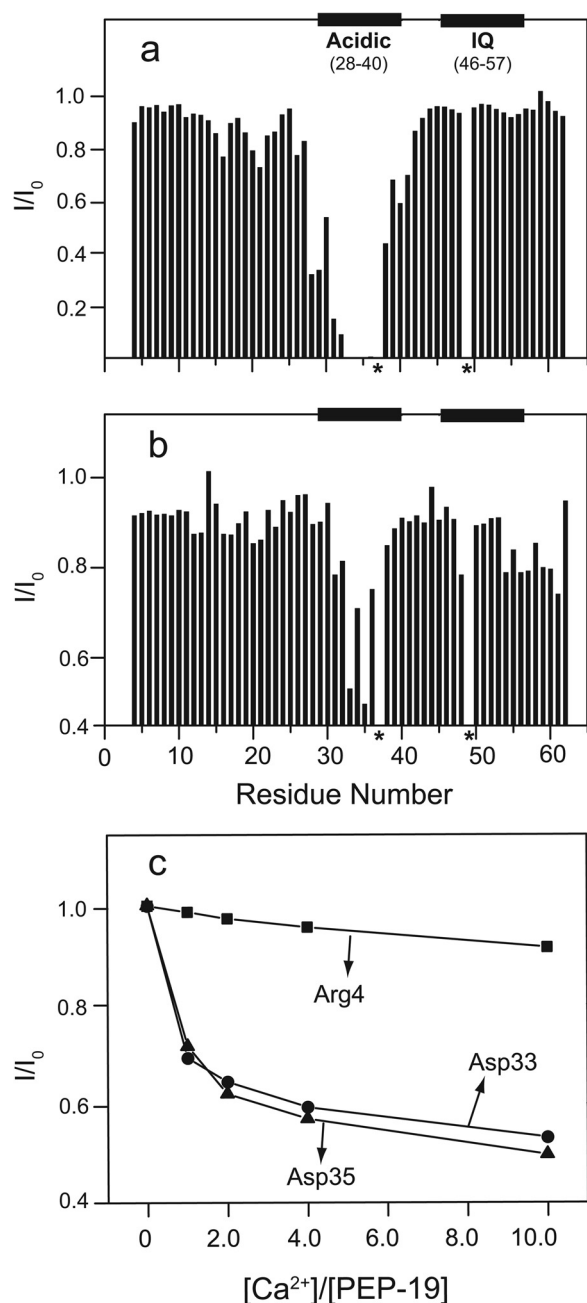 a
Acidic
IQ
(28-40)
(46-57)
1.0
0.8
0.6
0.4
0.2
I/I0
* *
b
1.0
0.8
0.6
0.4
I/I0
* *
0 10 20 30 40 50 60
Residue Number
c
1.0
0.8
0.6
0.4
I/I0
Arg4
Asp33
Asp35
0 2.0 4.0 6.0 8.0 10.0
[Ca2+]/[PEP-19]